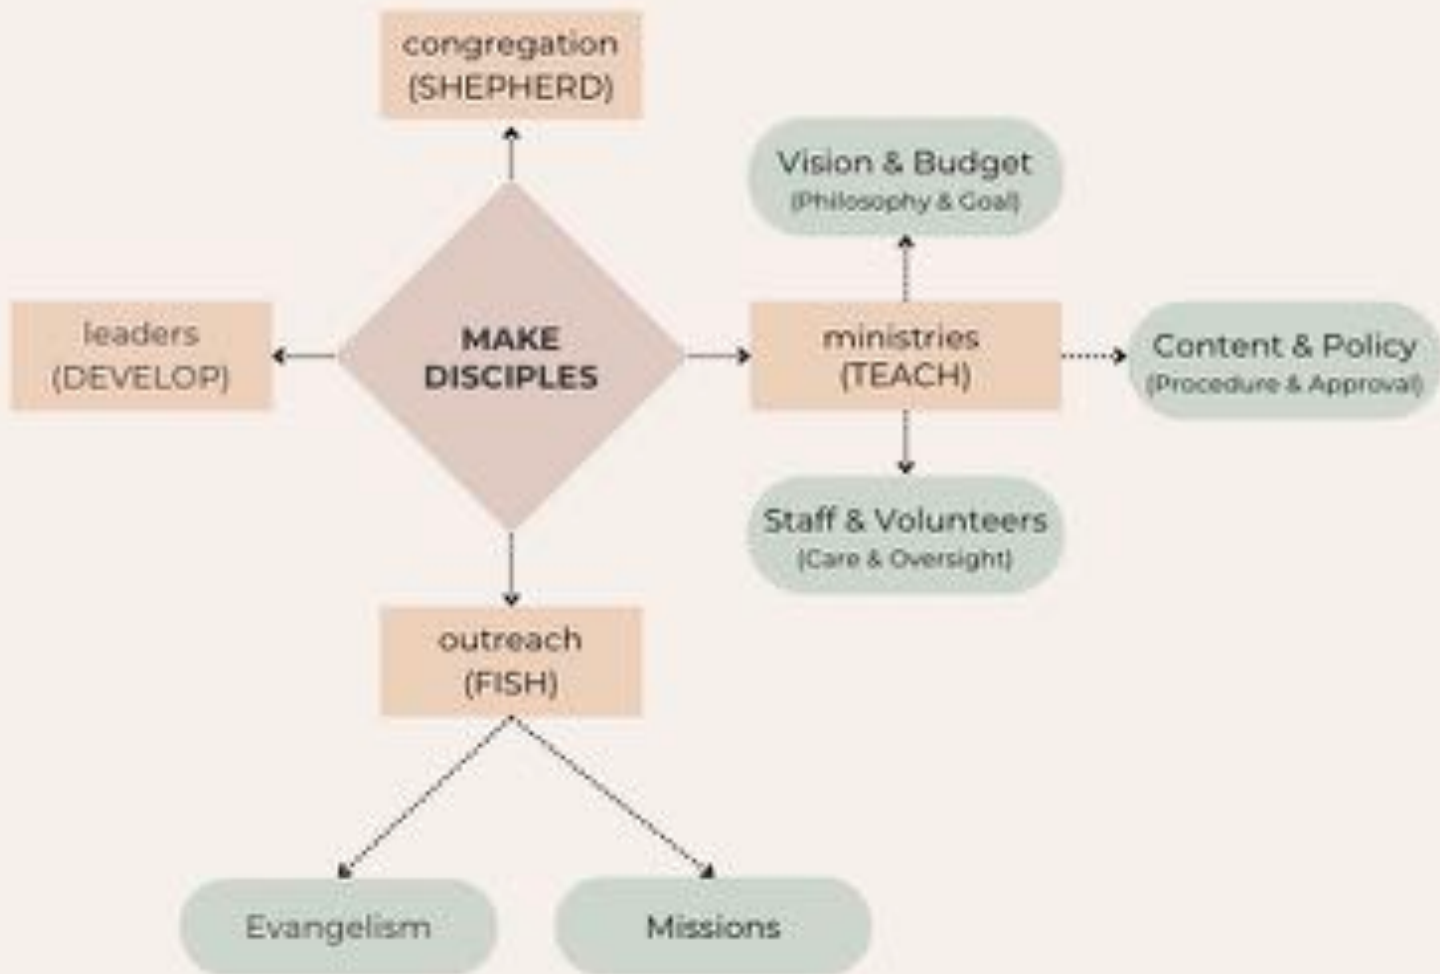 congregation
(SHEPHERD)
Vision & Budget
(Philosophy & Goal)
leaders
(DEVELOP)
MAKE
DISCIPLES
ministries
(TEACH)
Content & Policy
(Procedure & Approval)
Staff & Volunteers
(Care & Oversight)
outreach
(FISH)
Evangelism
Missions